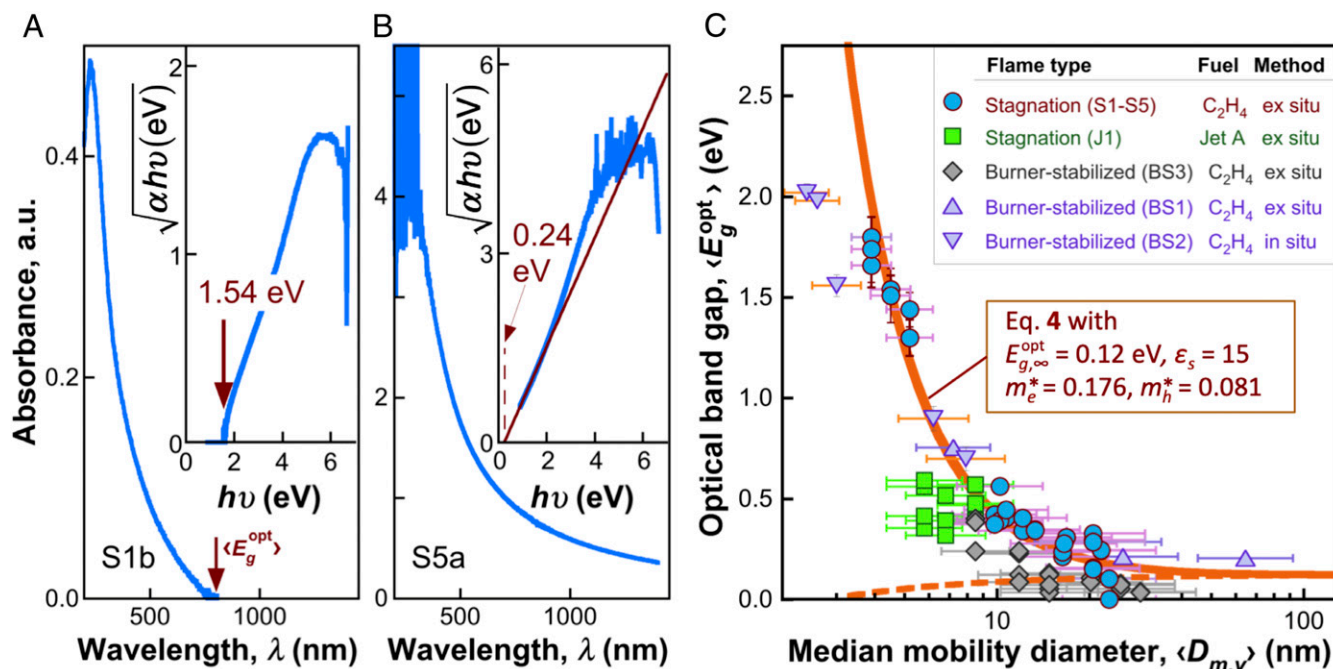 A
B
C
Absorbance, a.u.
0.4
0.2
0.0
500
1000
Wavelength, λ (nm)
S1b
⟨E_g^opt⟩
√αhυ(eV)
2
1
0
0 2 4 6
hυ (eV)
1.54 eV
4
2
0
500
1000
Wavelength, λ (nm)
S5a
√αhυ(eV)
6
3
0
0 2 4 6
hυ (eV)
0.24
eV
Optical band gap, ⟨E_g^opt⟩ (eV)
2.5
2.0
1.5
1.0
0.5
0.0
10
100
Median mobility diameter, ⟨D_m,v⟩ (nm)
Flame type Fuel Method
Stagnation (S1-S5) C₂H₄ ex situ
Stagnation (J1) Jet A ex situ
Burner-stabilized (BS3) C₂H₄ ex situ
Burner-stabilized (BS1) C₂H₄ ex situ
Burner-stabilized (BS2) C₂H₄ in situ
Eq. 4 with
E_g,∞^opt = 0.12 eV, ε_s = 15
m_e^* = 0.176, m_h^* = 0.081